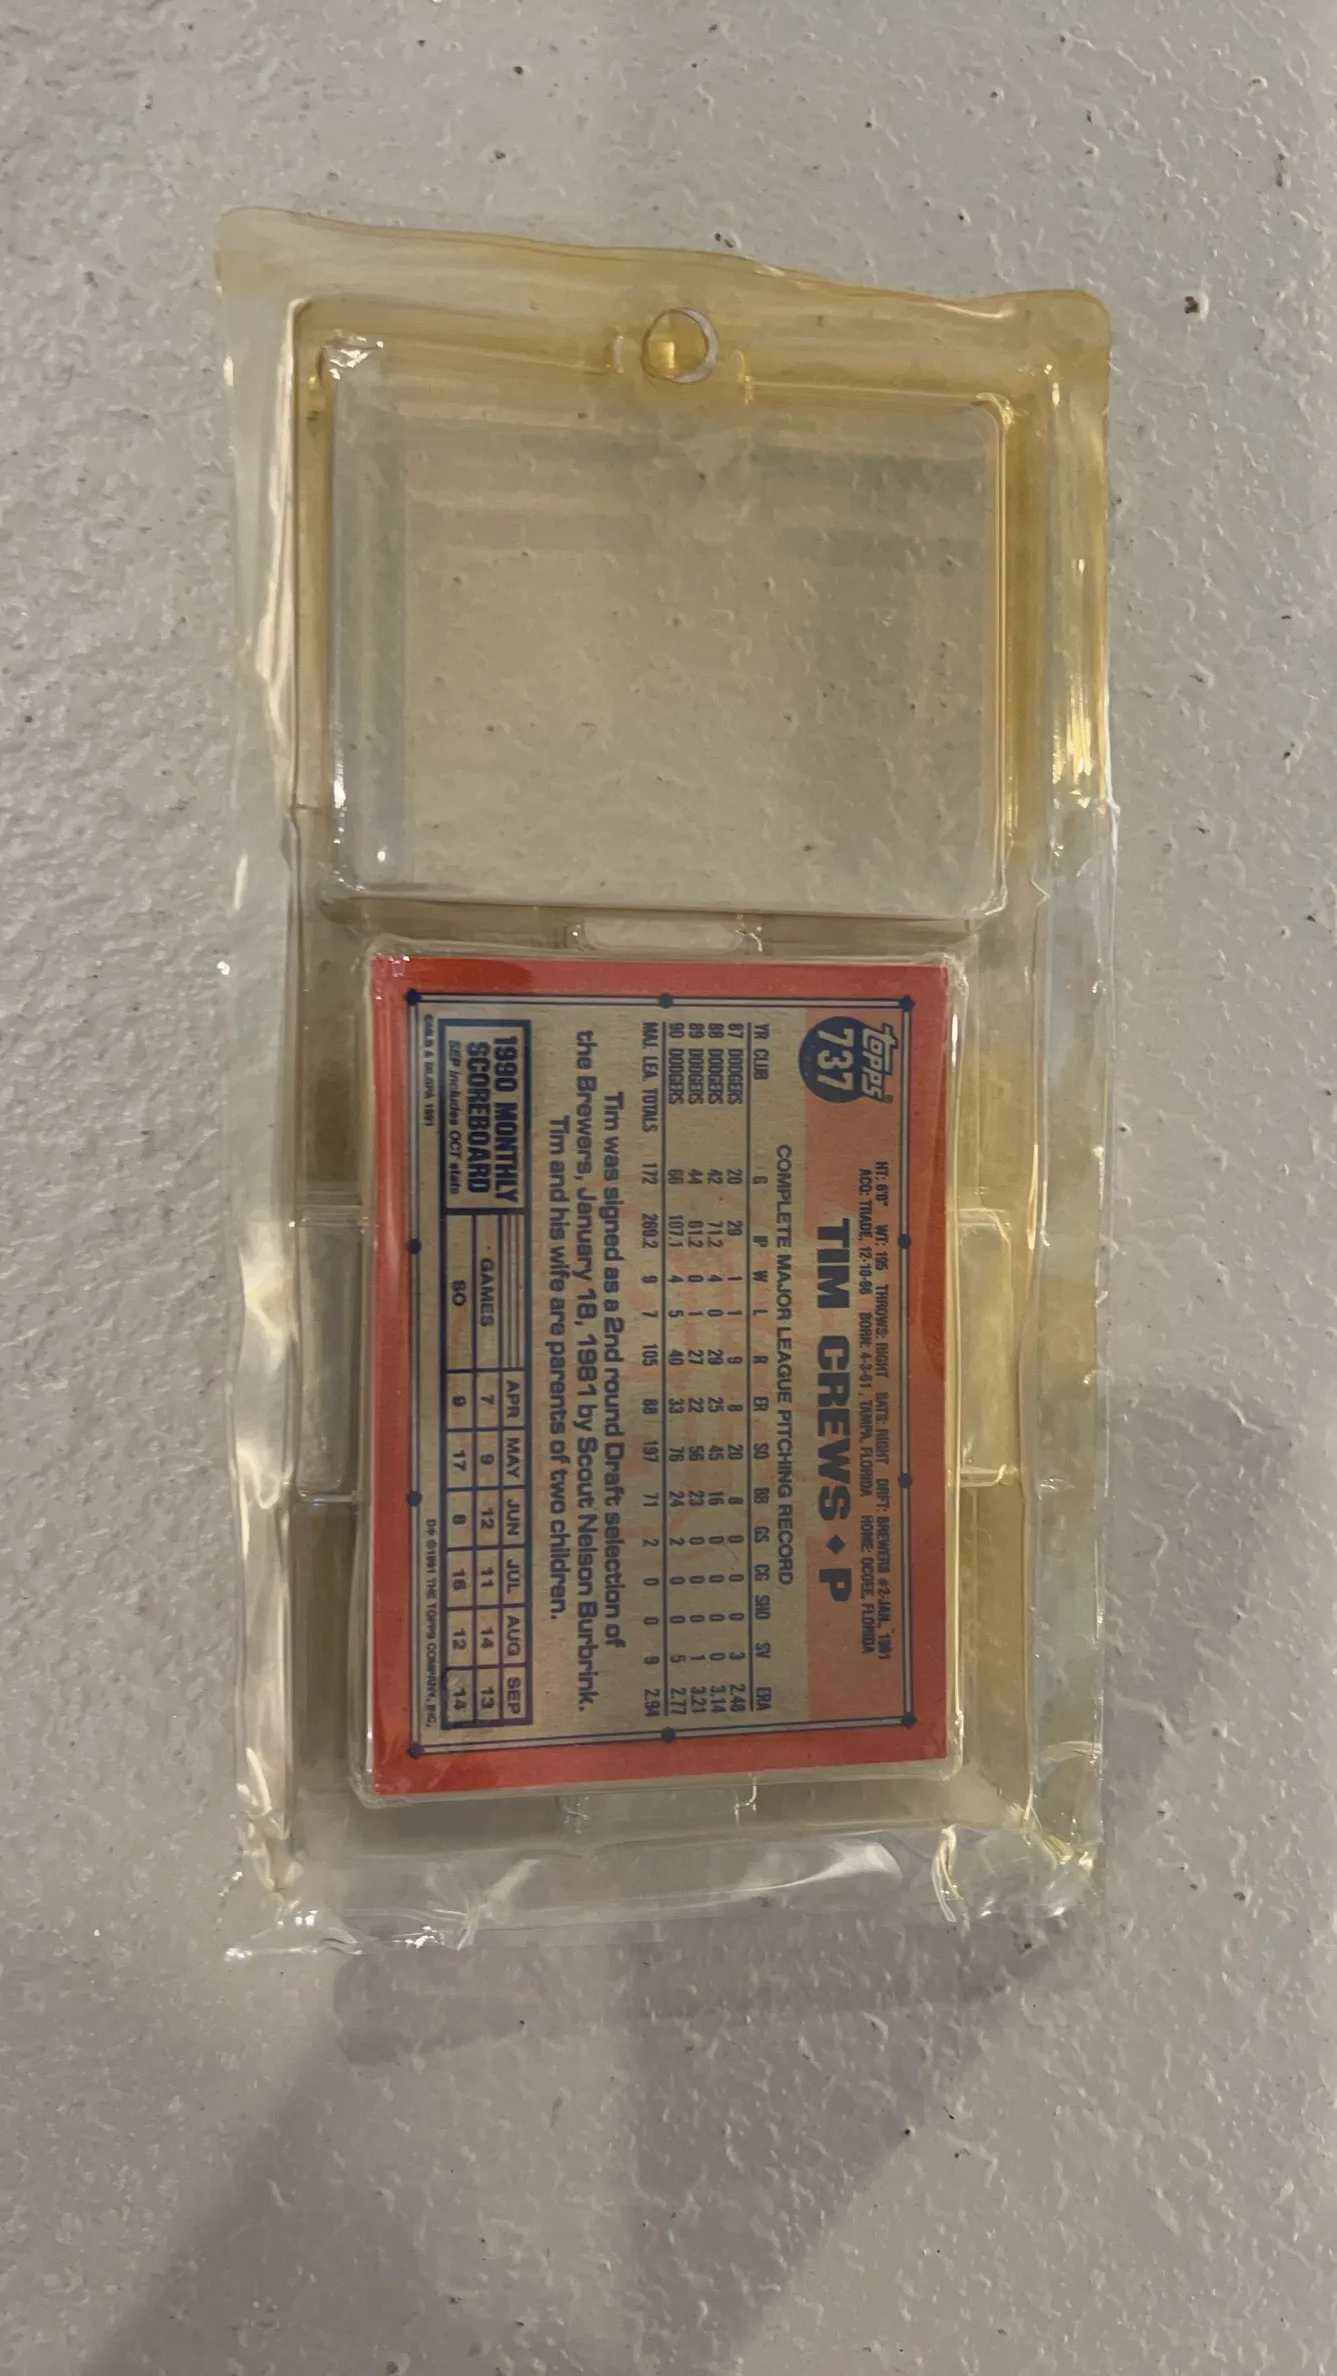 topps®
737
HT: 6'0" WT: 195 THROWS: RIGHT BATS: RIGHT DRFT: BREWERS #2-JAN., 1981
ACQ: TRADE, 12-10-86 BORN: 4-3-61, TAMPA, FLORIDA HOME: OCOEE, FLORIDA
TIM CREWS ♦ P
COMPLETE MAJOR LEAGUE PITCHING RECORD
YR CLUB G IP W L R ER SO BB GS CG SHO SV ERA
87 DODGERS 20 29 1 1 9 8 20 8 0 0 0 3 2.48
88 DODGERS 42 71.2 4 0 29 25 45 16 0 0 0 0 3.14
89 DODGERS 44 61.2 0 1 27 22 56 23 0 0 0 1 3.21
90 DODGERS 66 107.1 4 5 40 33 76 24 2 0 0 5 2.77
MAJ. LEA. TOTALS 172 269.2 9 7 105 88 197 71 2 0 0 9 2.94
Tim was signed as a 2nd round Draft selection of
the Brewers, January 18, 1981 by Scout Nelson Burbrink.
Tim and his wife are parents of two children.
1990 MONTHLY SCOREBOARD APR MAY JUN JUL AUG SEP
GAMES 7 9 12 11 14 13
SEP includes OCT stats SO 9 17 8 16 12 14
©MLB & MLBPA 1991 D* ©1991 THE TOPPS COMPANY, INC.